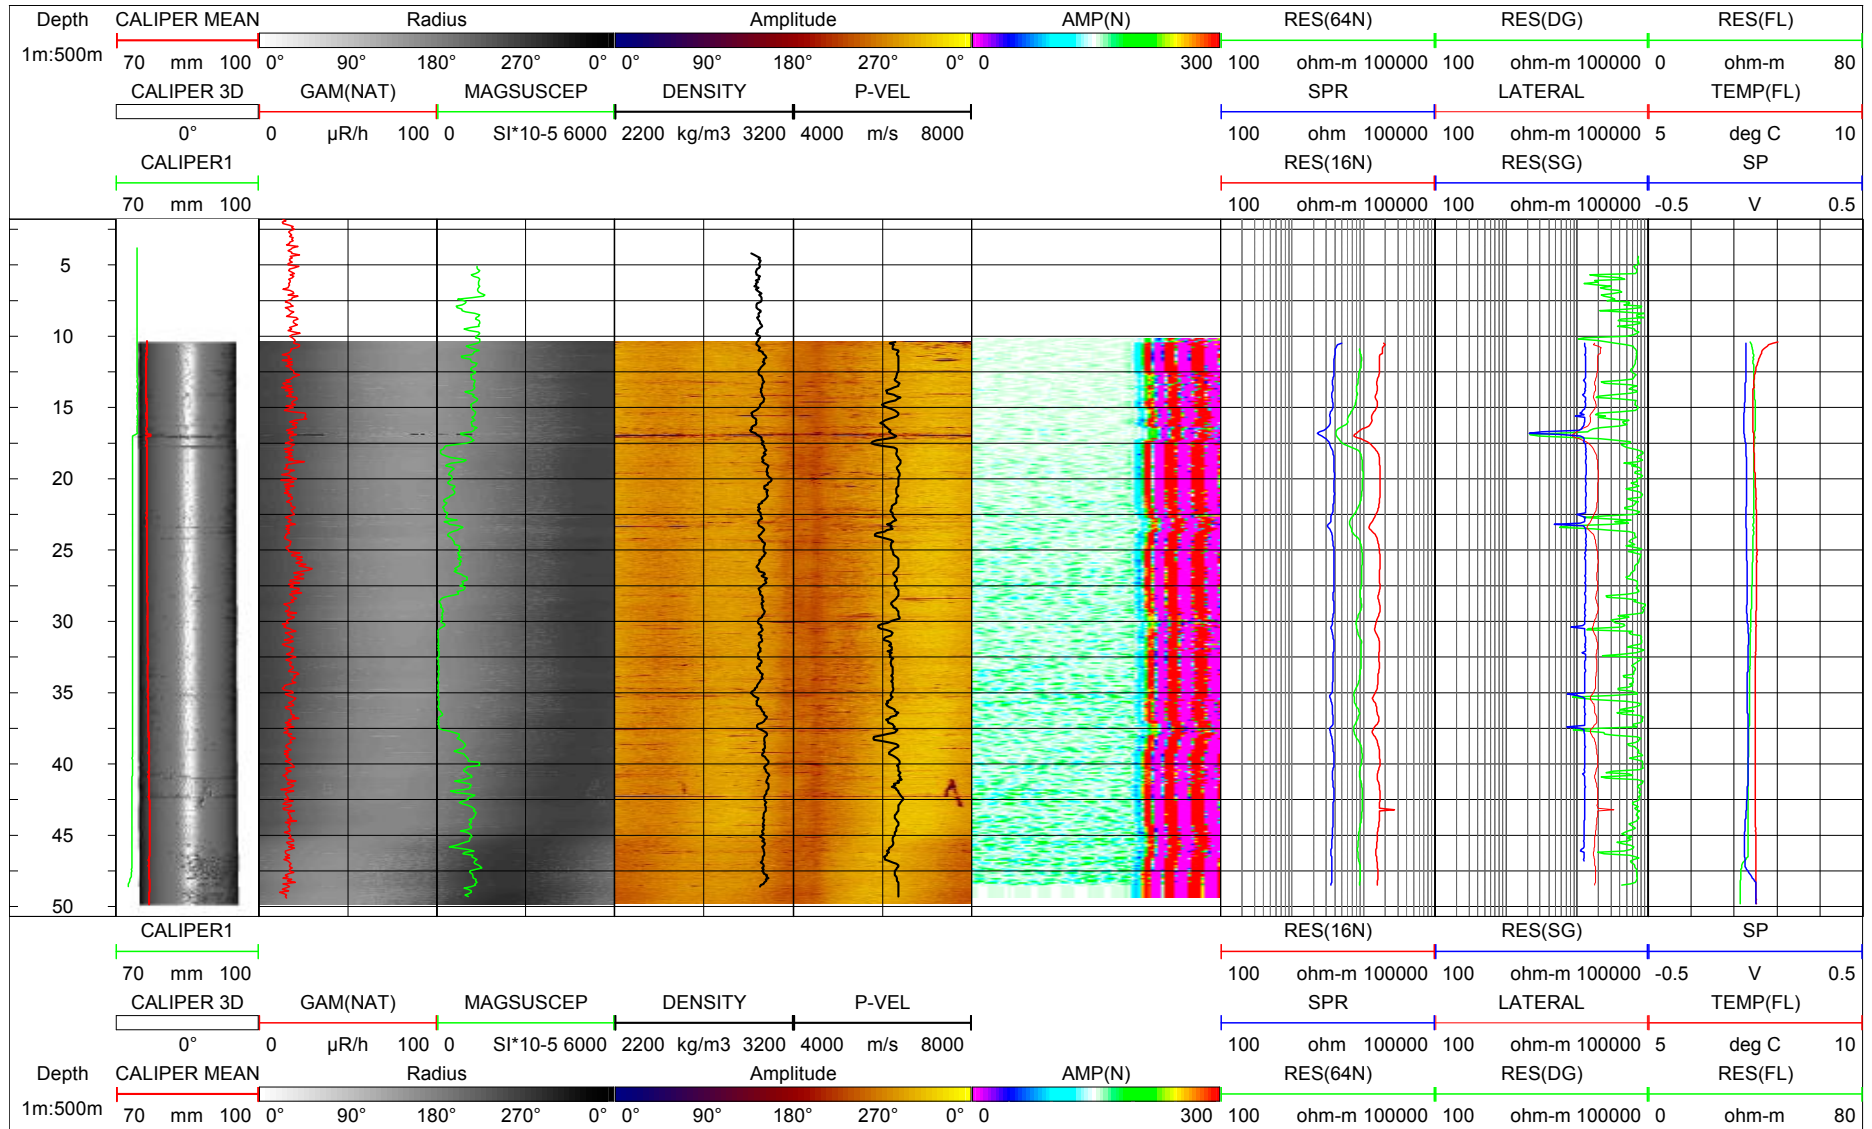 Depth CALIPER MEAN Radius Amplitude AMP(N) RES(64N) RES(DG) RES(FL)
1m:500m 70 mm 100 0° 90° 180° 270° 0° 0° 90° 180° 270° 0° 0 300 100 ohm-m 100000 100 ohm-m 100000 0 ohm-m 80
CALIPER 3D GAM(NAT) MAGSUSCEP DENSITY P-VEL SPR LATERAL TEMP(FL)
0° 0 µR/h 100 0 SI*10-5 6000 2200 kg/m3 3200 4000 m/s 8000 100 ohm 100000 100 ohm-m 100000 5 deg C 10
CALIPER1 RES(16N) RES(SG) SP
70 mm 100 100 ohm-m 100000 100 ohm-m 100000 -0.5 V 0.5
5
10
15
20
25
30
35
40
45
50
CALIPER1 RES(16N) RES(SG) SP
70 mm 100 100 ohm-m 100000 100 ohm-m 100000 -0.5 V 0.5
CALIPER 3D GAM(NAT) MAGSUSCEP DENSITY P-VEL SPR LATERAL TEMP(FL)
0° 0 µR/h 100 0 SI*10-5 6000 2200 kg/m3 3200 4000 m/s 8000 100 ohm 100000 100 ohm-m 100000 5 deg C 10
Depth CALIPER MEAN Radius Amplitude AMP(N) RES(64N) RES(DG) RES(FL)
1m:500m 70 mm 100 0° 90° 180° 270° 0° 0° 90° 180° 270° 0° 0 300 100 ohm-m 100000 100 ohm-m 100000 0 ohm-m 80